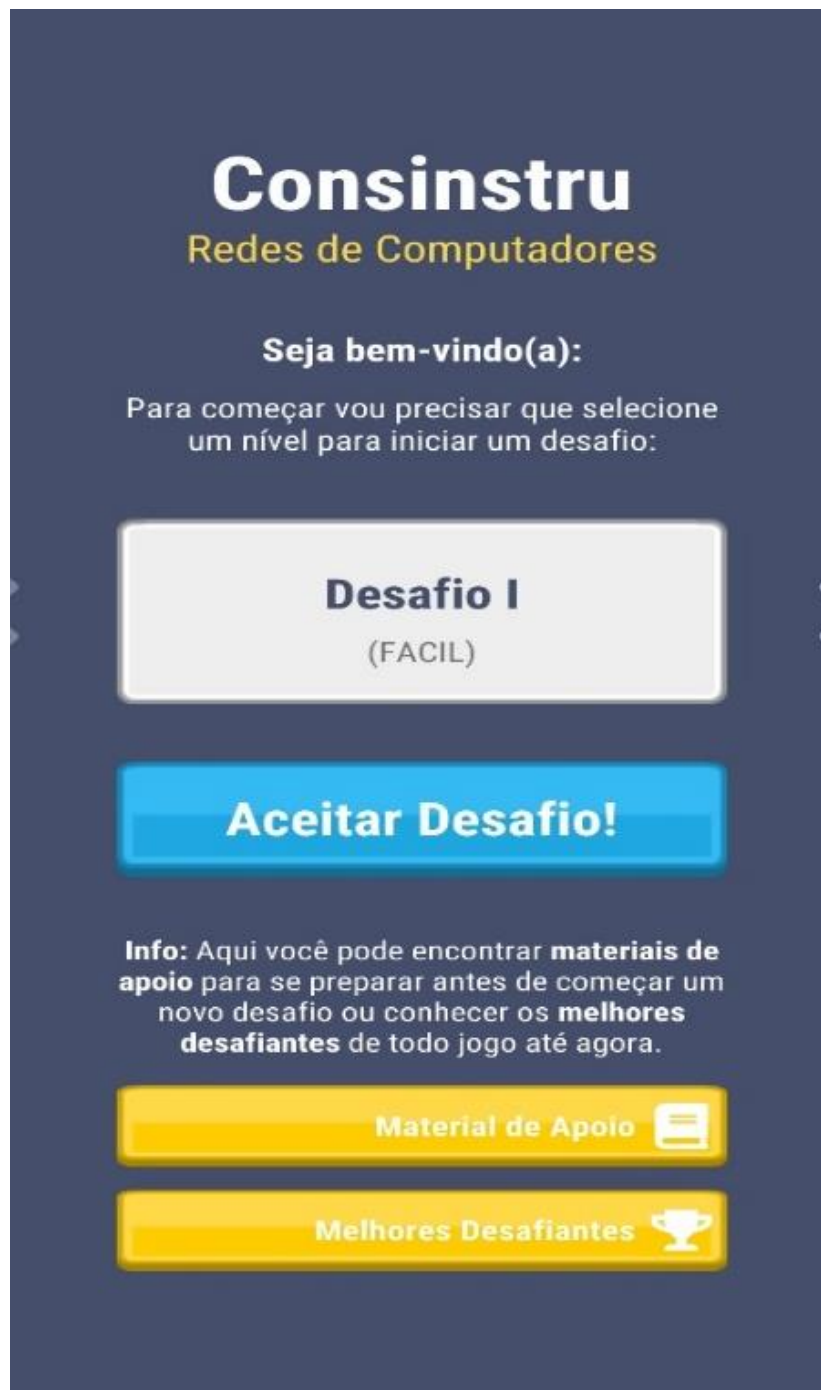 Consinstru
Redes de Computadores
Seja bem-vindo(a):
Para começar vou precisar que selecione
um nível para iniciar um desafio:
Desafio I
(FACIL)
Aceitar Desafio!
Info: Aqui você pode encontrar materiais de
apoio para se preparar antes de começar um
novo desafio ou conhecer os melhores
desafiantes de todo jogo até agora.
Material de Apoio
Melhores Desafiantes